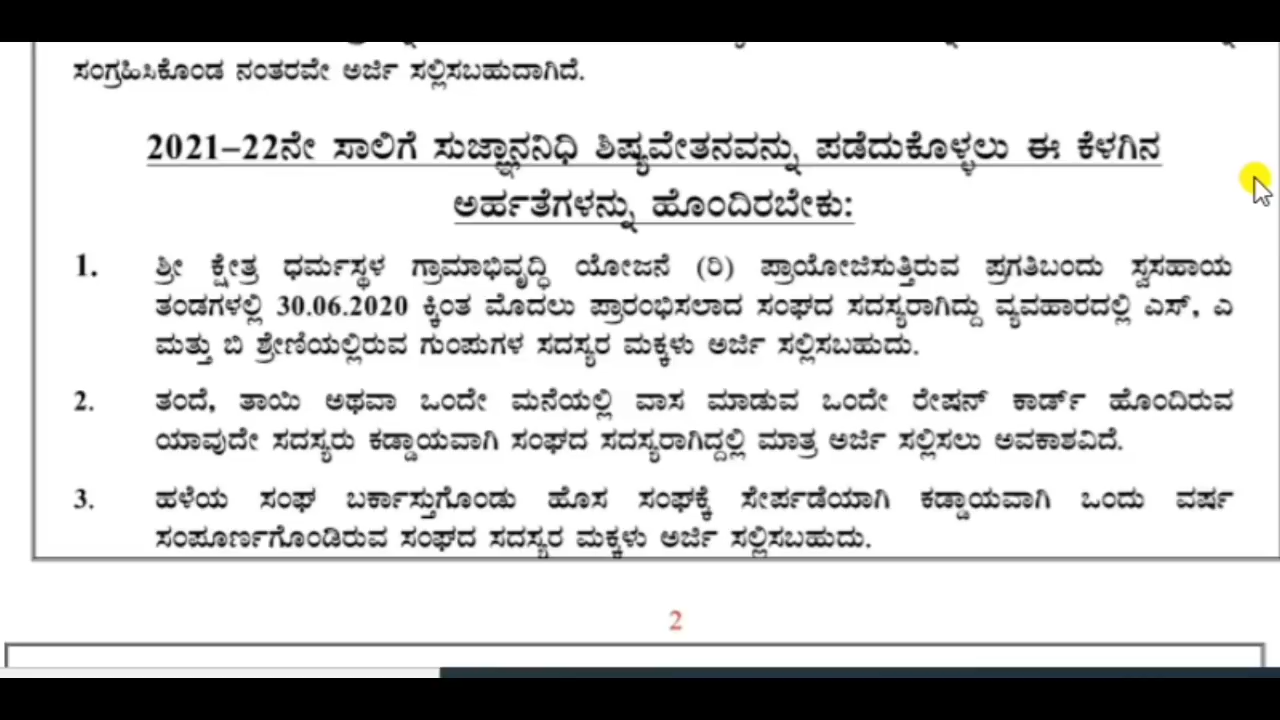 ಸಂಗ್ರಹಿಸಿಕೊಂಡ ನಂತರವೇ ಅರ್ಜಿ ಸಲ್ಲಿಸಬಹುದಾಗಿದೆ.
2021-22ನೇ ಸಾಲಿಗೆ ಸುಜ್ಞಾನನಿಧಿ ಶಿಷ್ಯವೇತನವನ್ನು ಪಡೆದುಕೊಳ್ಳಲು ಈ ಕೆಳಗಿನ
ಅರ್ಹತೆಗಳನ್ನು ಹೊಂದಿರಬೇಕು:
1. ಶ್ರೀ ಕ್ಷೇತ್ರ ಧರ್ಮಸ್ಥಳ ಗ್ರಾಮಾಭಿವೃದ್ಧಿ ಯೋಜನೆ (ರಿ) ಪ್ರಾಯೋಜಿಸುತ್ತಿರುವ ಪ್ರಗತಿಬಂದು ಸ್ವಸಹಾಯ
ತಂಡಗಳಲ್ಲಿ 30.06.2020 ಕ್ಕಿಂತ ಮೊದಲು ಪ್ರಾರಂಭಿಸಲಾದ ಸಂಘದ ಸದಸ್ಯರಾಗಿದ್ದು ವ್ಯವಹಾರದಲ್ಲಿ ಎಸ್, ಎ
ಮತ್ತು ಬಿ ಶ್ರೇಣಿಯಲ್ಲಿರುವ ಗುಂಪುಗಳ ಸದಸ್ಯರ ಮಕ್ಕಳು ಅರ್ಜಿ ಸಲ್ಲಿಸಬಹುದು.
2. ತಂದೆ, ತಾಯಿ ಅಥವಾ ಒಂದೇ ಮನೆಯಲ್ಲಿ ವಾಸ ಮಾಡುವ ಒಂದೇ ರೇಷನ್ ಕಾರ್ಡ್ ಹೊಂದಿರುವ
ಯಾವುದೇ ಸದಸ್ಯರು ಕಡ್ಡಾಯವಾಗಿ ಸಂಘದ ಸದಸ್ಯರಾಗಿದ್ದಲ್ಲಿ ಮಾತ್ರ ಅರ್ಜಿ ಸಲ್ಲಿಸಲು ಅವಕಾಶವಿದೆ.
3. ಹಳೆಯ ಸಂಘ ಬರ್ಕಾಸ್ತುಗೊಂಡು ಹೊಸ ಸಂಘಕ್ಕೆ ಸೇರ್ಪಡೆಯಾಗಿ ಕಡ್ಡಾಯವಾಗಿ ಒಂದು ವರ್ಷ
ಸಂಪೂರ್ಣಗೊಂಡಿರುವ ಸಂಘದ ಸದಸ್ಯರ ಮಕ್ಕಳು ಅರ್ಜಿ ಸಲ್ಲಿಸಬಹುದು.
2